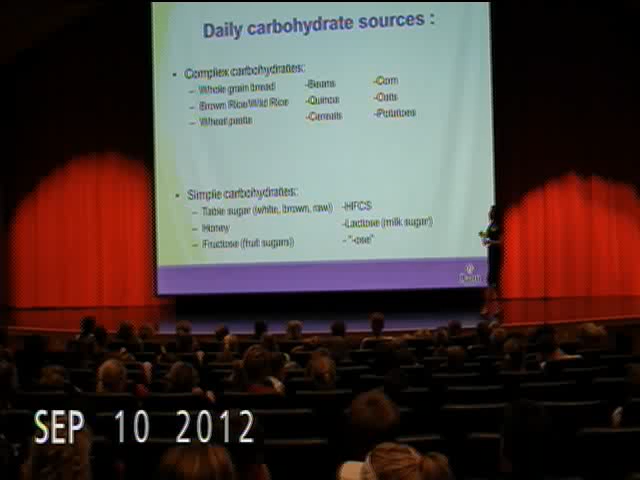 Daily carbohydrate sources :
• Complex carbohydrates:
– Whole grain bread -Beans -Corn
– Brown Rice/Wild Rice -Quinoa -Oats
– Wheat pasta -Cereals -Potatoes
• Simple carbohydrates:
– Table sugar (white, brown, raw) -HFCS
– Honey -Lactose (milk sugar)
– Fructose (fruit sugars) - "-ose"
SEP 10 2012